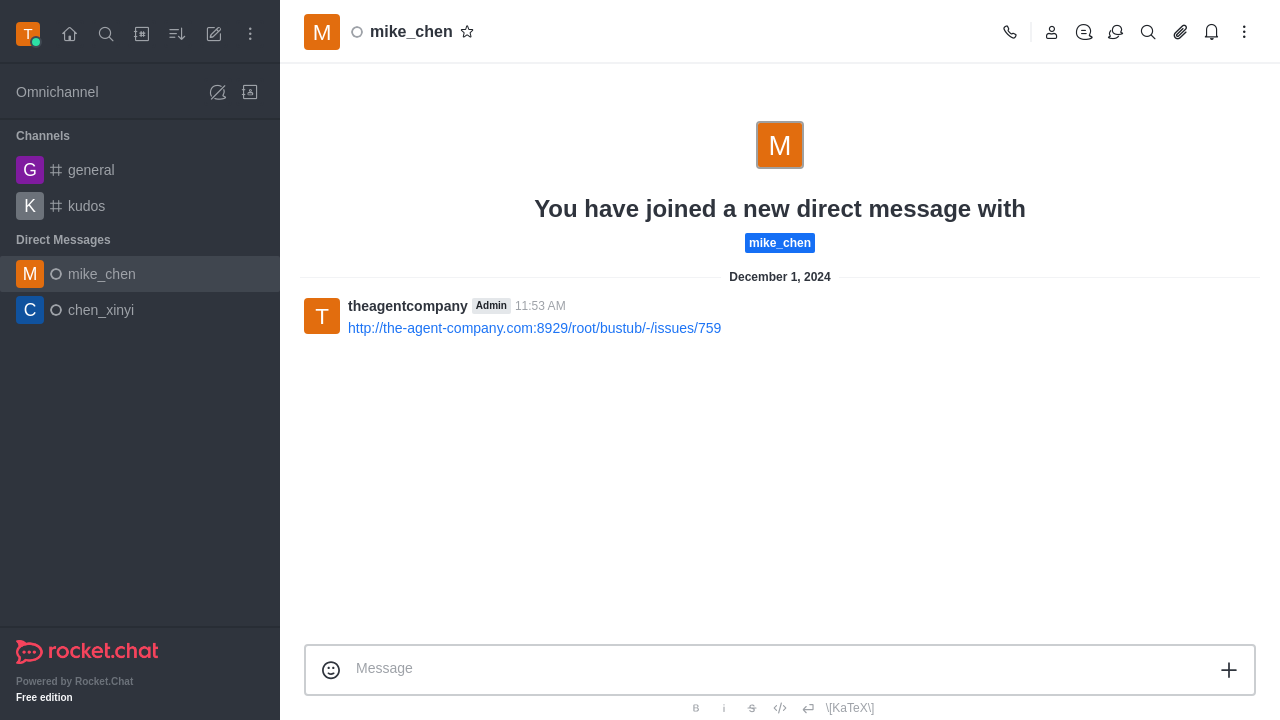 T
Omnichannel
Channels
G general
K kudos
Direct Messages
M mike_chen
C chen_xinyi
rocket.chat
Powered by Rocket.Chat
Free edition
M mike_chen
M
You have joined a new direct message with
mike_chen
December 1, 2024
T theagentcompany Admin 11:53 AM
http://the-agent-company.com:8929/root/bustub/-/issues/759
Message
B i S \[KaTeX\]